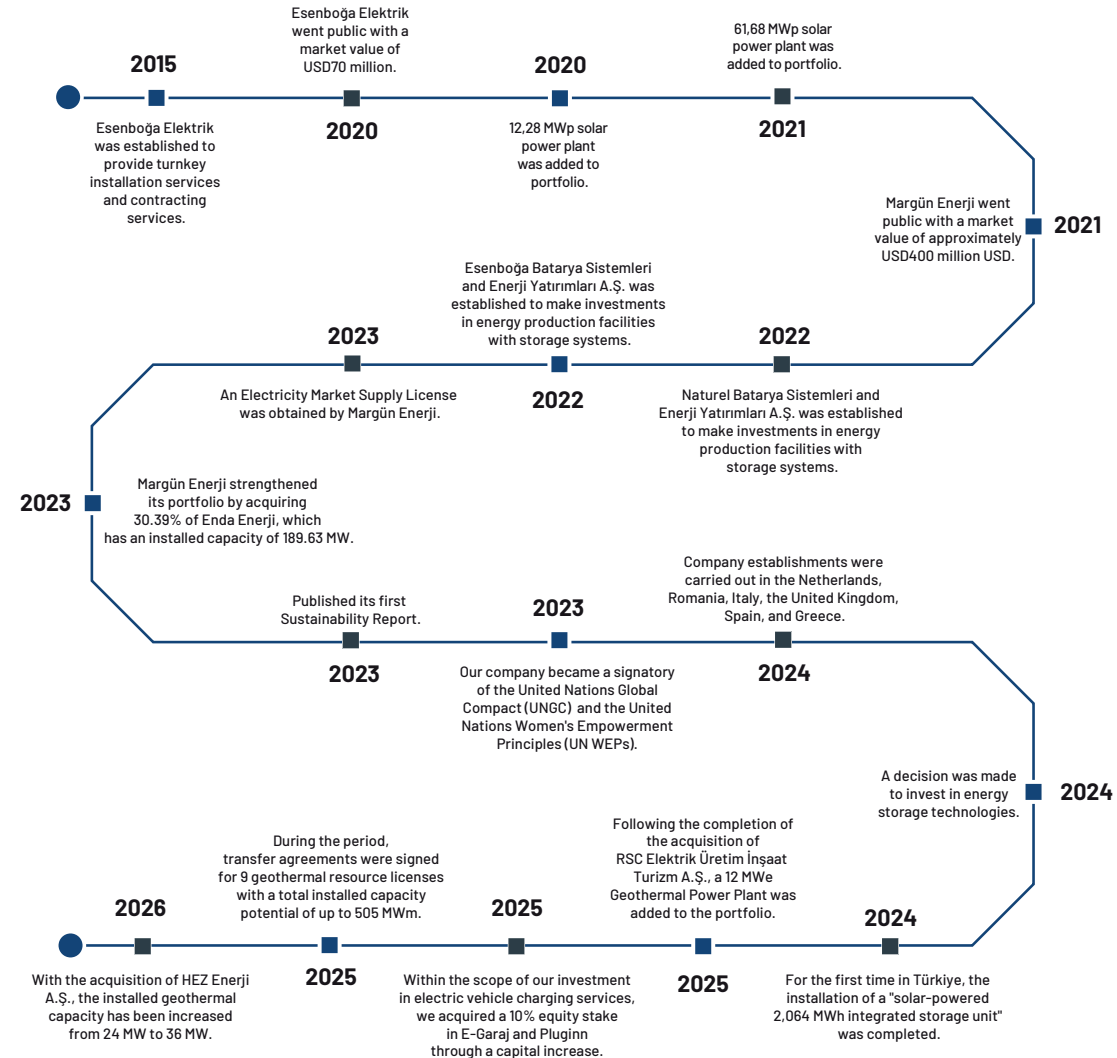 2015
Esenboğa Elektrik
was established to
provide turnkey
installation services
and contracting
services.
Esenboğa Elektrik
went public with a
market value of
USD70 million.
2020
2020
12,28 MWp solar
power plant
was added to
portfolio.
61,68 MWp solar
power plant was
added to portfolio.
2021
Margün Enerji went
public with a market
value of approximately
USD400 million USD.
2021
2022
Naturel Batarya Sistemleri and
Enerji Yatırımları A.Ş. was established
to make investments in energy
production facilities with
storage systems.
Esenboğa Batarya Sistemleri
and Enerji Yatırımları A.Ş. was
established to make investments
in energy production facilities
with storage systems.
2022
2023
An Electricity Market Supply License
was obtained by Margün Enerji.
2023
Margün Enerji strengthened
its portfolio by acquiring
30.39% of Enda Enerji, which
has an installed capacity of 189.63 MW.
Published its first
Sustainability Report.
2023
2023
Our company became a signatory
of the United Nations Global
Compact (UNGC) and the United
Nations Women's Empowerment
Principles (UN WEPs).
Company establishments were
carried out in the Netherlands,
Romania, Italy, the United Kingdom,
Spain, and Greece.
2024
A decision was made
to invest in energy
storage technologies.
2024
2024
For the first time in Türkiye, the
installation of a "solar-powered
2,064 MWh integrated storage unit"
was completed.
Following the completion of
the acquisition of
RSC Elektrik Üretim İnşaat
Turizm A.Ş., a 12 MWe
Geothermal Power Plant was
added to the portfolio.
2025
2025
Within the scope of our investment
in electric vehicle charging services,
we acquired a 10% equity stake
in E-Garaj and Pluginn
through a capital increase.
During the period,
transfer agreements were signed
for 9 geothermal resource licenses
with a total installed capacity
potential of up to 505 MWm.
2025
2026
With the acquisition of HEZ Enerji
A.Ş., the installed geothermal
capacity has been increased
from 24 MW to 36 MW.